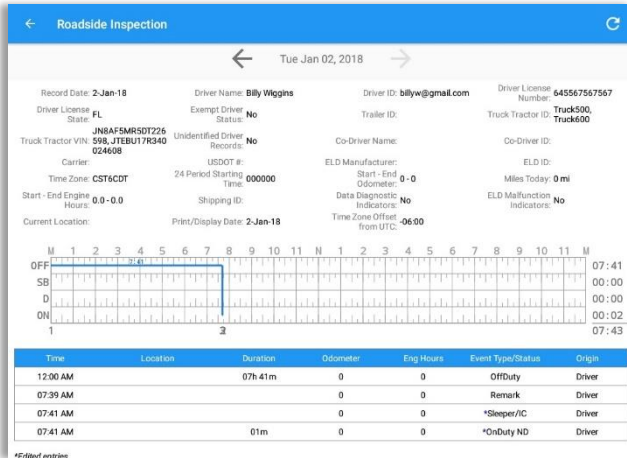 Roadside Inspection
Tue Jan 02, 2018
Record Date: 2-Jan-18 Driver Name: Billy Wiggins Driver ID: billyw@gmail.com Driver License Number: 645567567567
Driver License State: FL Exempt Driver Status: No Trailer ID: Truck Tractor ID: Truck500, Truck600
Truck Tractor VIN: JN8AF5MR5DT226598, JTEBU17R340024608 Unidentified Driver Records: No Co-Driver Name: Co-Driver ID:
Carrier: USDOT #: ELD Manufacturer: ELD ID:
Time Zone: CST6CDT 24 Period Starting Time: 000000 Start - End Odometer: 0 - 0 Miles Today: 0 mi
Start - End Engine Hours: 0.0 - 0.0 Shipping ID: Data Diagnostic Indicators: No ELD Malfunction Indicators: No
Current Location: Print/Display Date: 2-Jan-18 Time Zone Offset from UTC: -06:00
M 1 2 3 4 5 6 7 8 9 10 11 N 1 2 3 4 5 6 7 8 9 10 11 M
7:41
OFF 07:41
SB 00:00
D 00:00
ON 00:02
1 07:43
Time Location Duration Odometer Eng Hours Event Type/Status Origin
12:00 AM 07h 41m 0 0 OffDuty Driver
07:39 AM 0 0 Remark Driver
07:41 AM 0 0 *Sleeper/IC Driver
07:41 AM 01m 0 0 *OnDuty ND Driver
*Edited entries